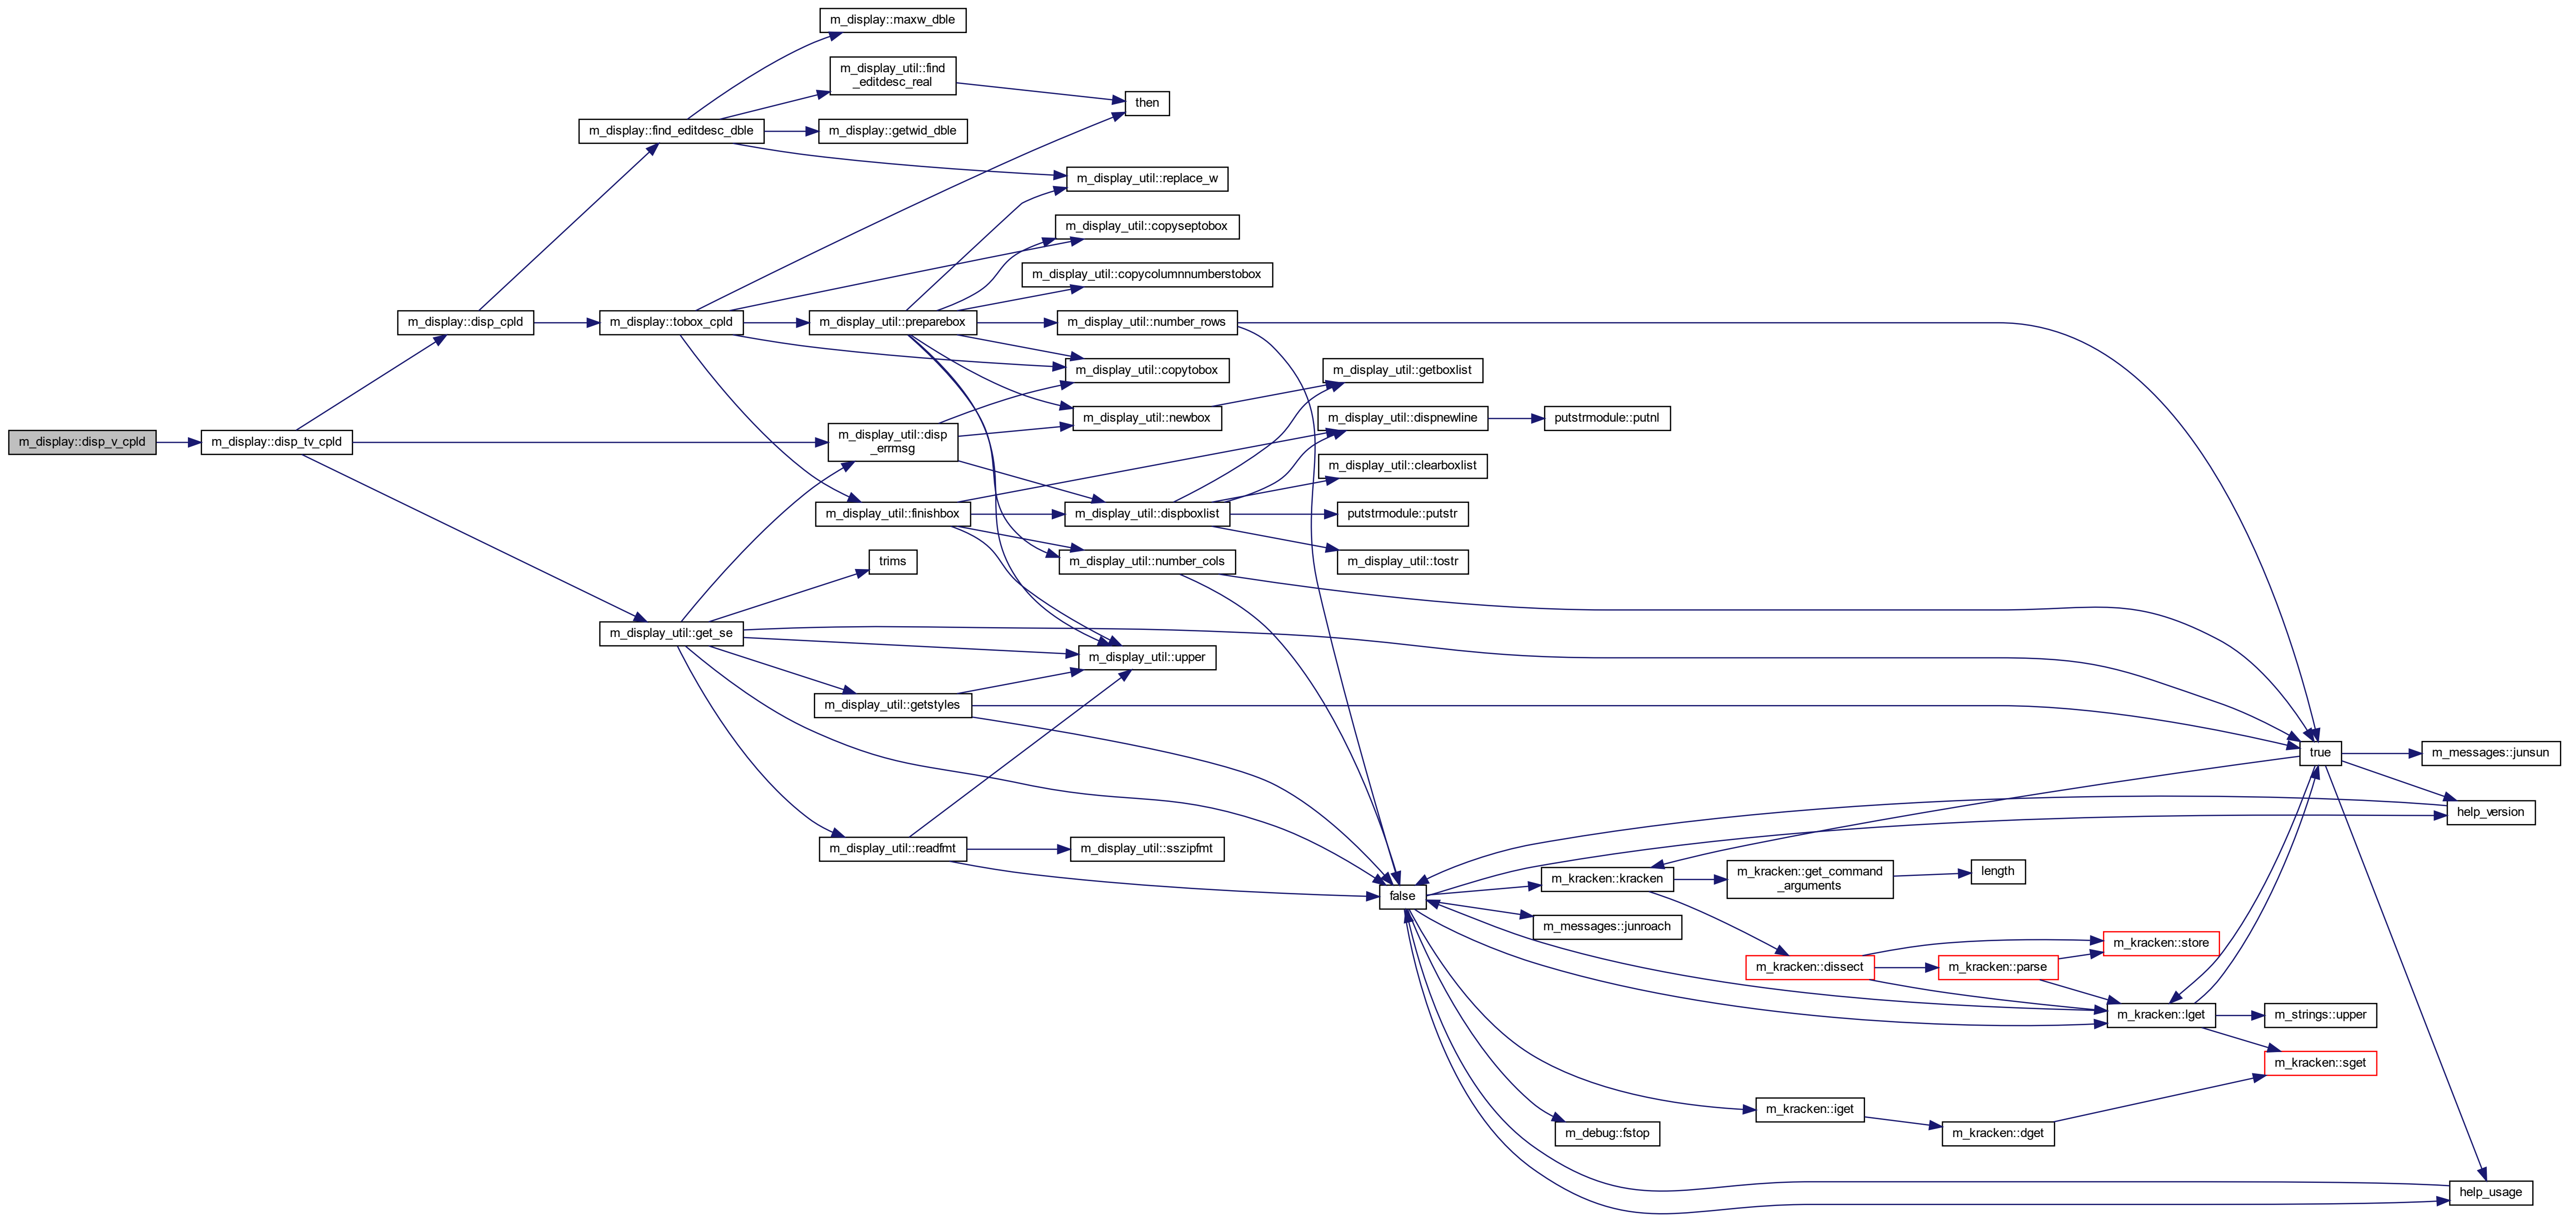 m_display::maxw_dble
m_display_util::find
_editdesc_real
then
m_display::find_editdesc_dble
m_display::getwid_dble
m_display_util::replace_w
m_display_util::copyseptobox
m_display_util::copycolumnnumberstobox
m_display::disp_cpld
m_display::tobox_cpld
m_display_util::preparebox
m_display_util::number_rows
m_display_util::copytobox
m_display_util::getboxlist
m_display_util::newbox
m_display_util::dispnewline
putstrmodule::putnl
m_display::disp_v_cpld
m_display::disp_tv_cpld
m_display_util::disp
_errmsg
m_display_util::clearboxlist
m_display_util::finishbox
m_display_util::dispboxlist
putstrmodule::putstr
trims
m_display_util::number_cols
m_display_util::tostr
m_display_util::get_se
m_display_util::upper
m_display_util::getstyles
true
m_messages::junsun
help_version
m_display_util::readfmt
m_display_util::sszipfmt
false
m_kracken::kracken
m_kracken::get_command
_arguments
length
m_messages::junroach
m_kracken::dissect
m_kracken::parse
m_kracken::store
m_kracken::lget
m_strings::upper
m_kracken::sget
m_kracken::iget
m_debug::fstop
m_kracken::dget
help_usage